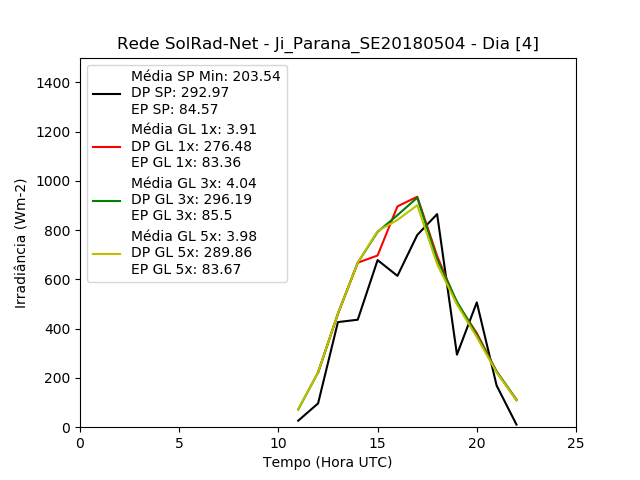 Rede SolRad-Net - Ji_Parana_SE20180504 - Dia [4]
Média SP Min: 203.54
DP SP: 292.97
EP SP: 84.57
Média GL 1x: 3.91
DP GL 1x: 276.48
EP GL 1x: 83.36
Média GL 3x: 4.04
DP GL 3x: 296.19
EP GL 3x: 85.5
Média GL 5x: 3.98
DP GL 5x: 289.86
EP GL 5x: 83.67
Irradiância (Wm-2)
1400
1200
1000
800
600
400
200
0
0 5 10 15 20 25
Tempo (Hora UTC)